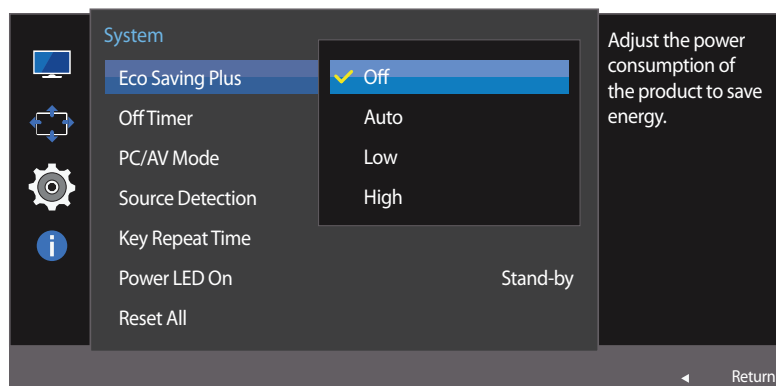 System
Eco Saving Plus
Off
Off Timer
Auto
PC/AV Mode
Low
Source Detection
High
Key Repeat Time
Power LED On
Stand-by
Reset All
Adjust the power
consumption of
the product to save
energy.
Return